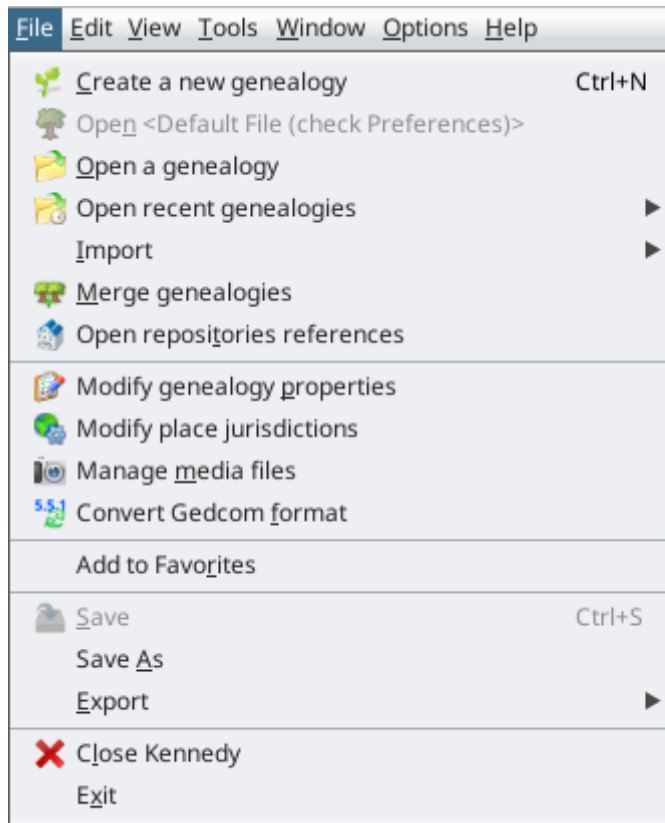 File Edit View Tools Window Options Help
Create a new genealogy Ctrl+N
Open <Default File (check Preferences)>
Open a genealogy
Open recent genealogies
Import
Merge genealogies
Open repositories references
Modify genealogy properties
Modify place jurisdictions
Manage media files
5.5.1 Convert Gedcom format
Add to Favorites
Save Ctrl+S
Save As
Export
Close Kennedy
Exit